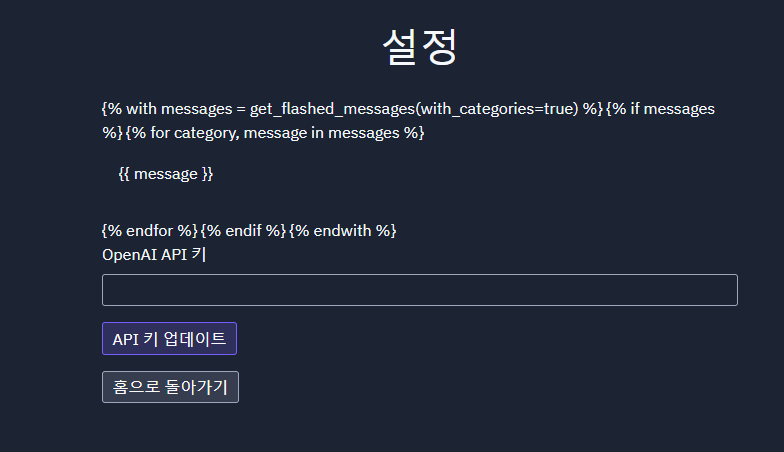 설정
{% with messages = get_flashed_messages(with_categories=true) %} {% if messages
%} {% for category, message in messages %}
{{ message }}
{% endfor %} {% endif %} {% endwith %}
OpenAI API 키
API 키 업데이트
홈으로 돌아가기